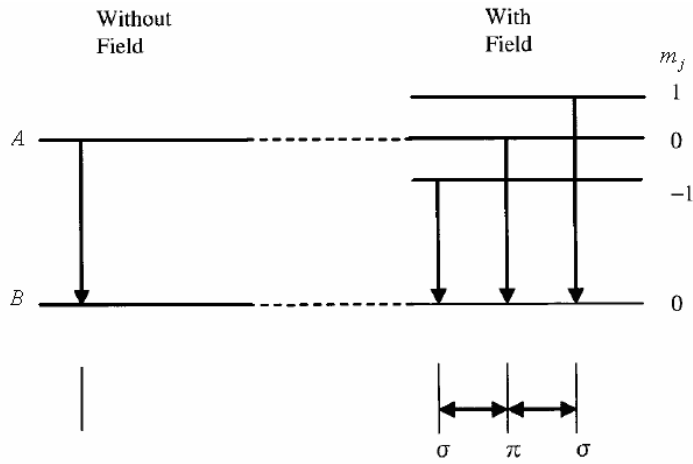 Without
Field
With
Field
m_j
1
A
0
−1
B
0
σ π σ